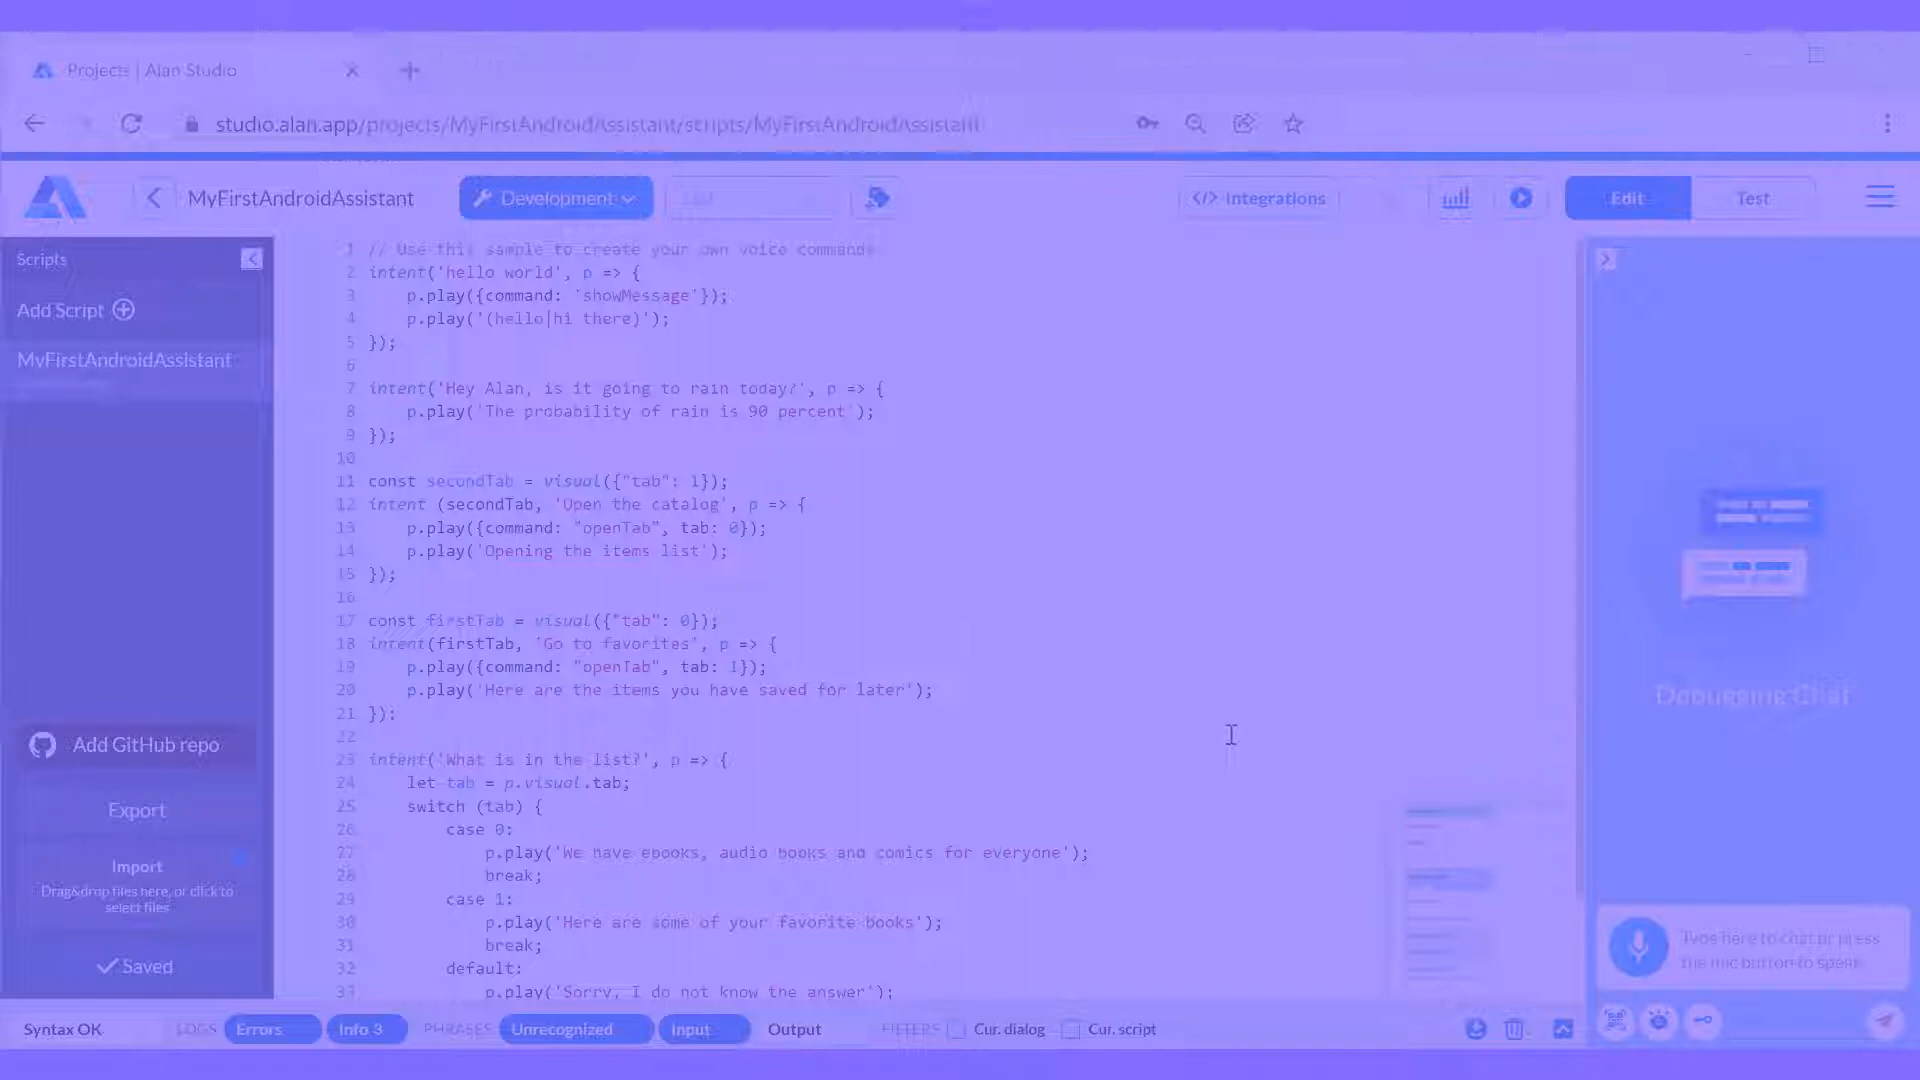 Projects | Alan Studio
studio.alan.app/projects/MyFirstAndroidAssistant/scripts/MyFirstAndroidAssistant
MyFirstAndroidAssistant
Development
</> Integrations
Edit
Test
Scripts
Add Script
MyFirstAndroidAssistant
1 // Use this sample to create your own voice commands
2 intent('hello world', p => {
3 p.play({command: 'showMessage'});
4 p.play('(hello|hi there)');
5 });
6
7 intent('Hey Alan, is it going to rain today?', p => {
8 p.play('The probability of rain is 90 percent');
9 });
10
11 const secondTab = visual({"tab": 1});
12 intent (secondTab, 'Open the catalog', p => {
13 p.play({command: "openTab", tab: 0});
14 p.play('Opening the items list');
15 });
16
17 const firstTab = visual({"tab": 0});
18 intent(firstTab, 'Go to favorites', p => {
19 p.play({command: "openTab", tab: 1});
20 p.play('Here are the items you have saved for later');
21 });
22
23 intent('What is in the list?', p => {
24 let tab = p.visual.tab;
25 switch (tab) {
26 case 0:
27 p.play('We have ebooks, audio books and comics for everyone');
28 break;
29 case 1:
30 p.play('Here are some of your favorite books');
31 break;
32 default:
33 p.play('Sorry, I do not know the answer');
Add GitHub repo
Export
Import
Drag&drop files here, or click to
select files
Saved
Debugging Chat
Type here to chat or press
the mic button to speak
Syntax OK
LOGS
Errors
Info 3
PHRASES
Unrecognized
Input
Output
FILTERS
Cur. dialog
Cur. script